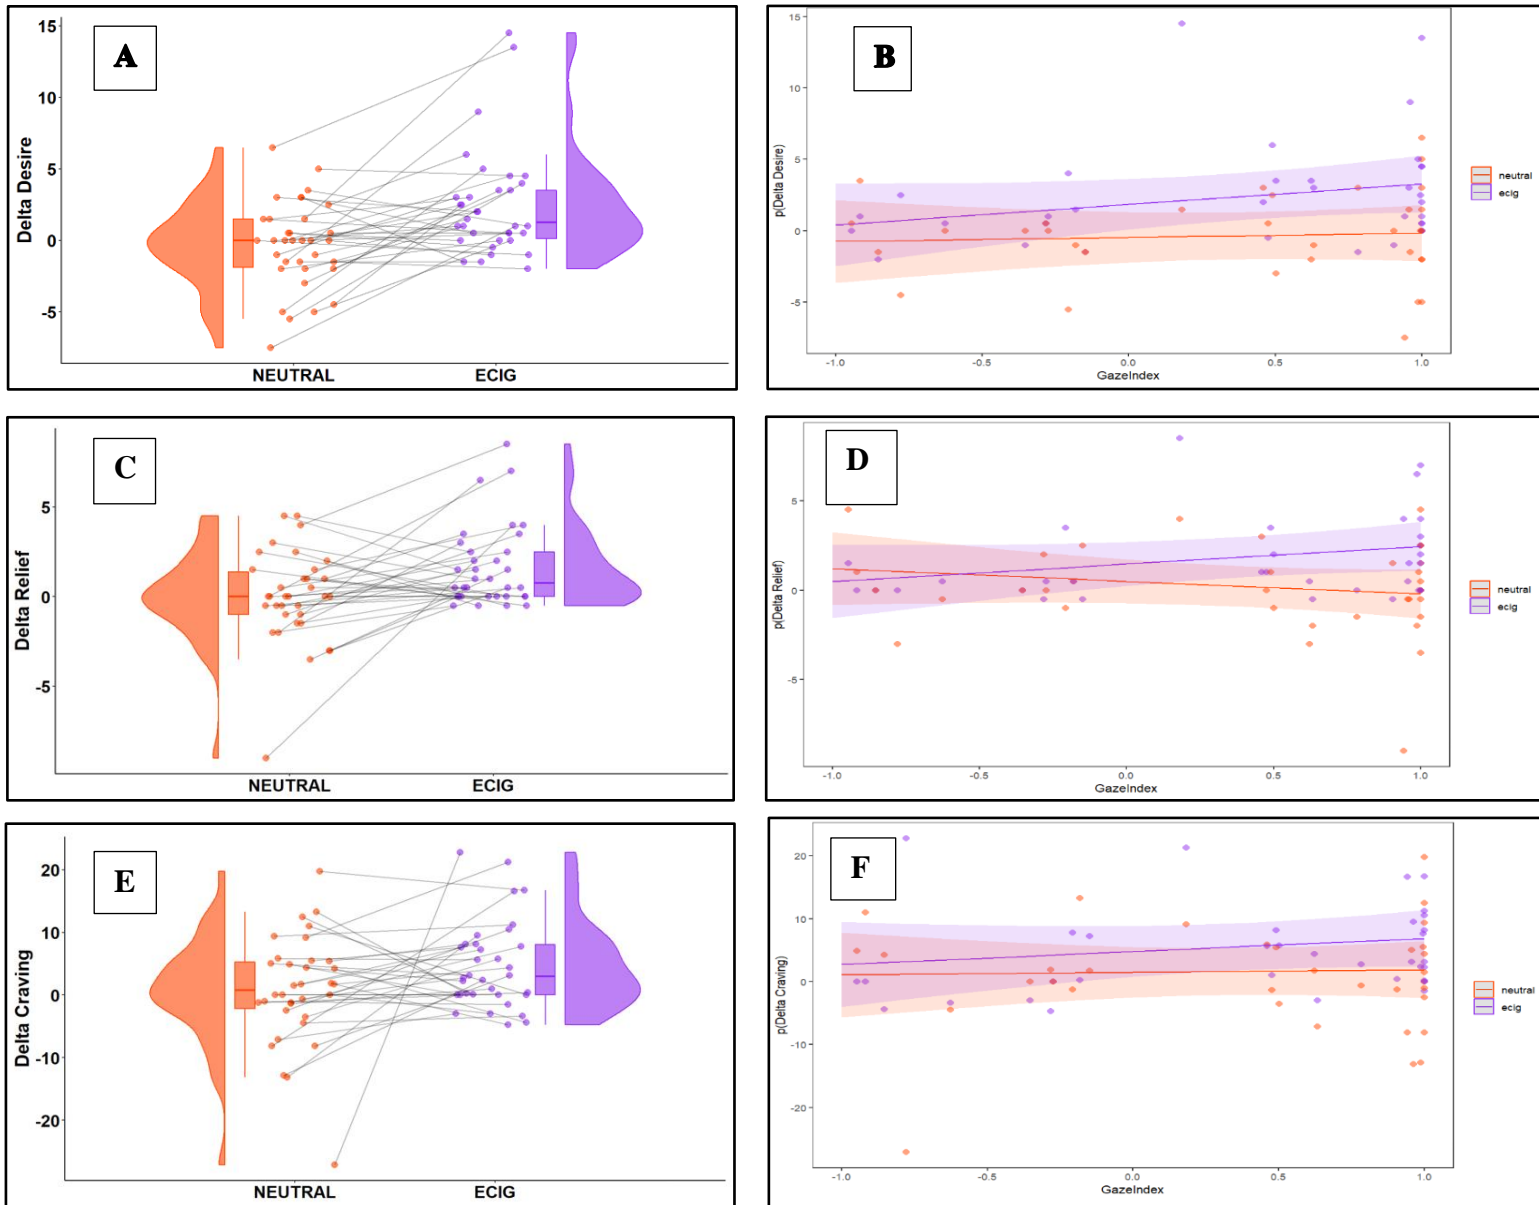 A
Delta Desire
15
10
5
0
-5
NEUTRAL ECIG
B
p(Delta Desire)
15
10
5
0
-5
-1.0 -0.5 0.0 0.5 1.0
GazeIndex
neutral
ecig
C
Delta Relief
5
0
-5
NEUTRAL ECIG
D
p(Delta Relief)
5
0
-5
-1.0 -0.5 0.0 0.5 1.0
GazeIndex
neutral
ecig
E
Delta Craving
20
10
0
-10
-20
NEUTRAL ECIG
F
p(Delta Craving)
20
10
0
-10
-20
-1.0 -0.5 0.0 0.5 1.0
GazeIndex
neutral
ecig